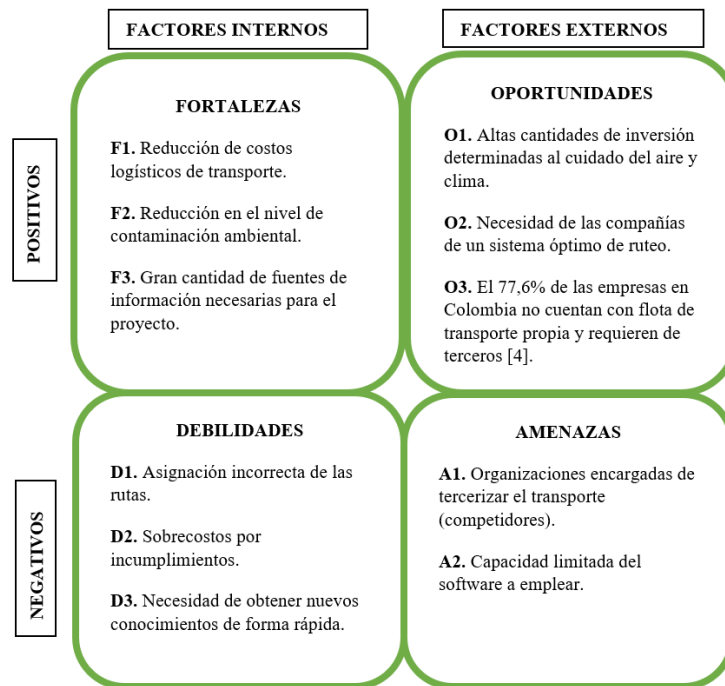 FACTORES INTERNOS
FACTORES EXTERNOS
POSITIVOS
FORTALEZAS
F1. Reducción de costos
logísticos de transporte.
F2. Reducción en el nivel de
contaminación ambiental.
F3. Gran cantidad de fuentes de
información necesarias para el
proyecto.
OPORTUNIDADES
O1. Altas cantidades de inversión
determinadas al cuidado del aire y
clima.
O2. Necesidad de las compañías
de un sistema óptimo de ruteo.
O3. El 77,6% de las empresas en
Colombia no cuentan con flota de
transporte propia y requieren de
terceros [4].
NEGATIVOS
DEBILIDADES
D1. Asignación incorrecta de las
rutas.
D2. Sobrecostos por
incumplimientos.
D3. Necesidad de obtener nuevos
conocimientos de forma rápida.
AMENAZAS
A1. Organizaciones encargadas de
tercerizar el transporte
(competidores).
A2. Capacidad limitada del
software a emplear.